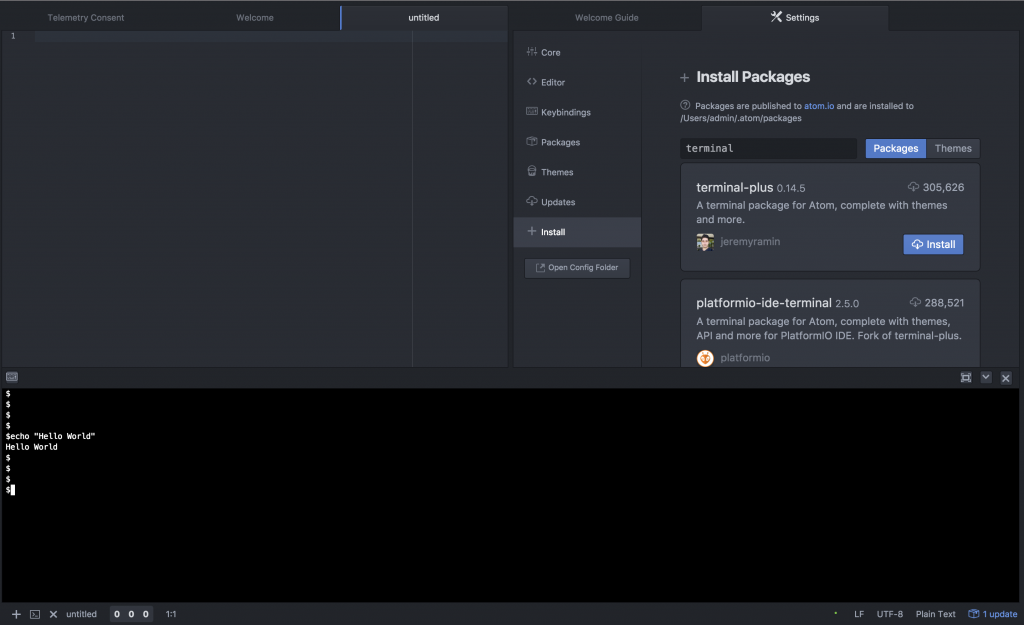 Telemetry Consent
Welcome
untitled
Welcome Guide
Settings
1
Core
Editor
Keybindings
Packages
Themes
Updates
Install
Open Config Folder
Install Packages
Packages are published to atom.io and are installed to
/Users/admin/.atom/packages
terminal
Packages
Themes
terminal-plus 0.14.5
305,626
A terminal package for Atom, complete with themes
and more.
jeremyramin
Install
platformio-ide-terminal 2.5.0
288,521
A terminal package for Atom, complete with themes,
API and more for PlatformIO IDE. Fork of terminal-plus.
platformio
$
$
$
$
$echo "Hello World"
Hello World
$
$
$
$
untitled
0 0 0
1:1
LF
UTF-8
Plain Text
1 update